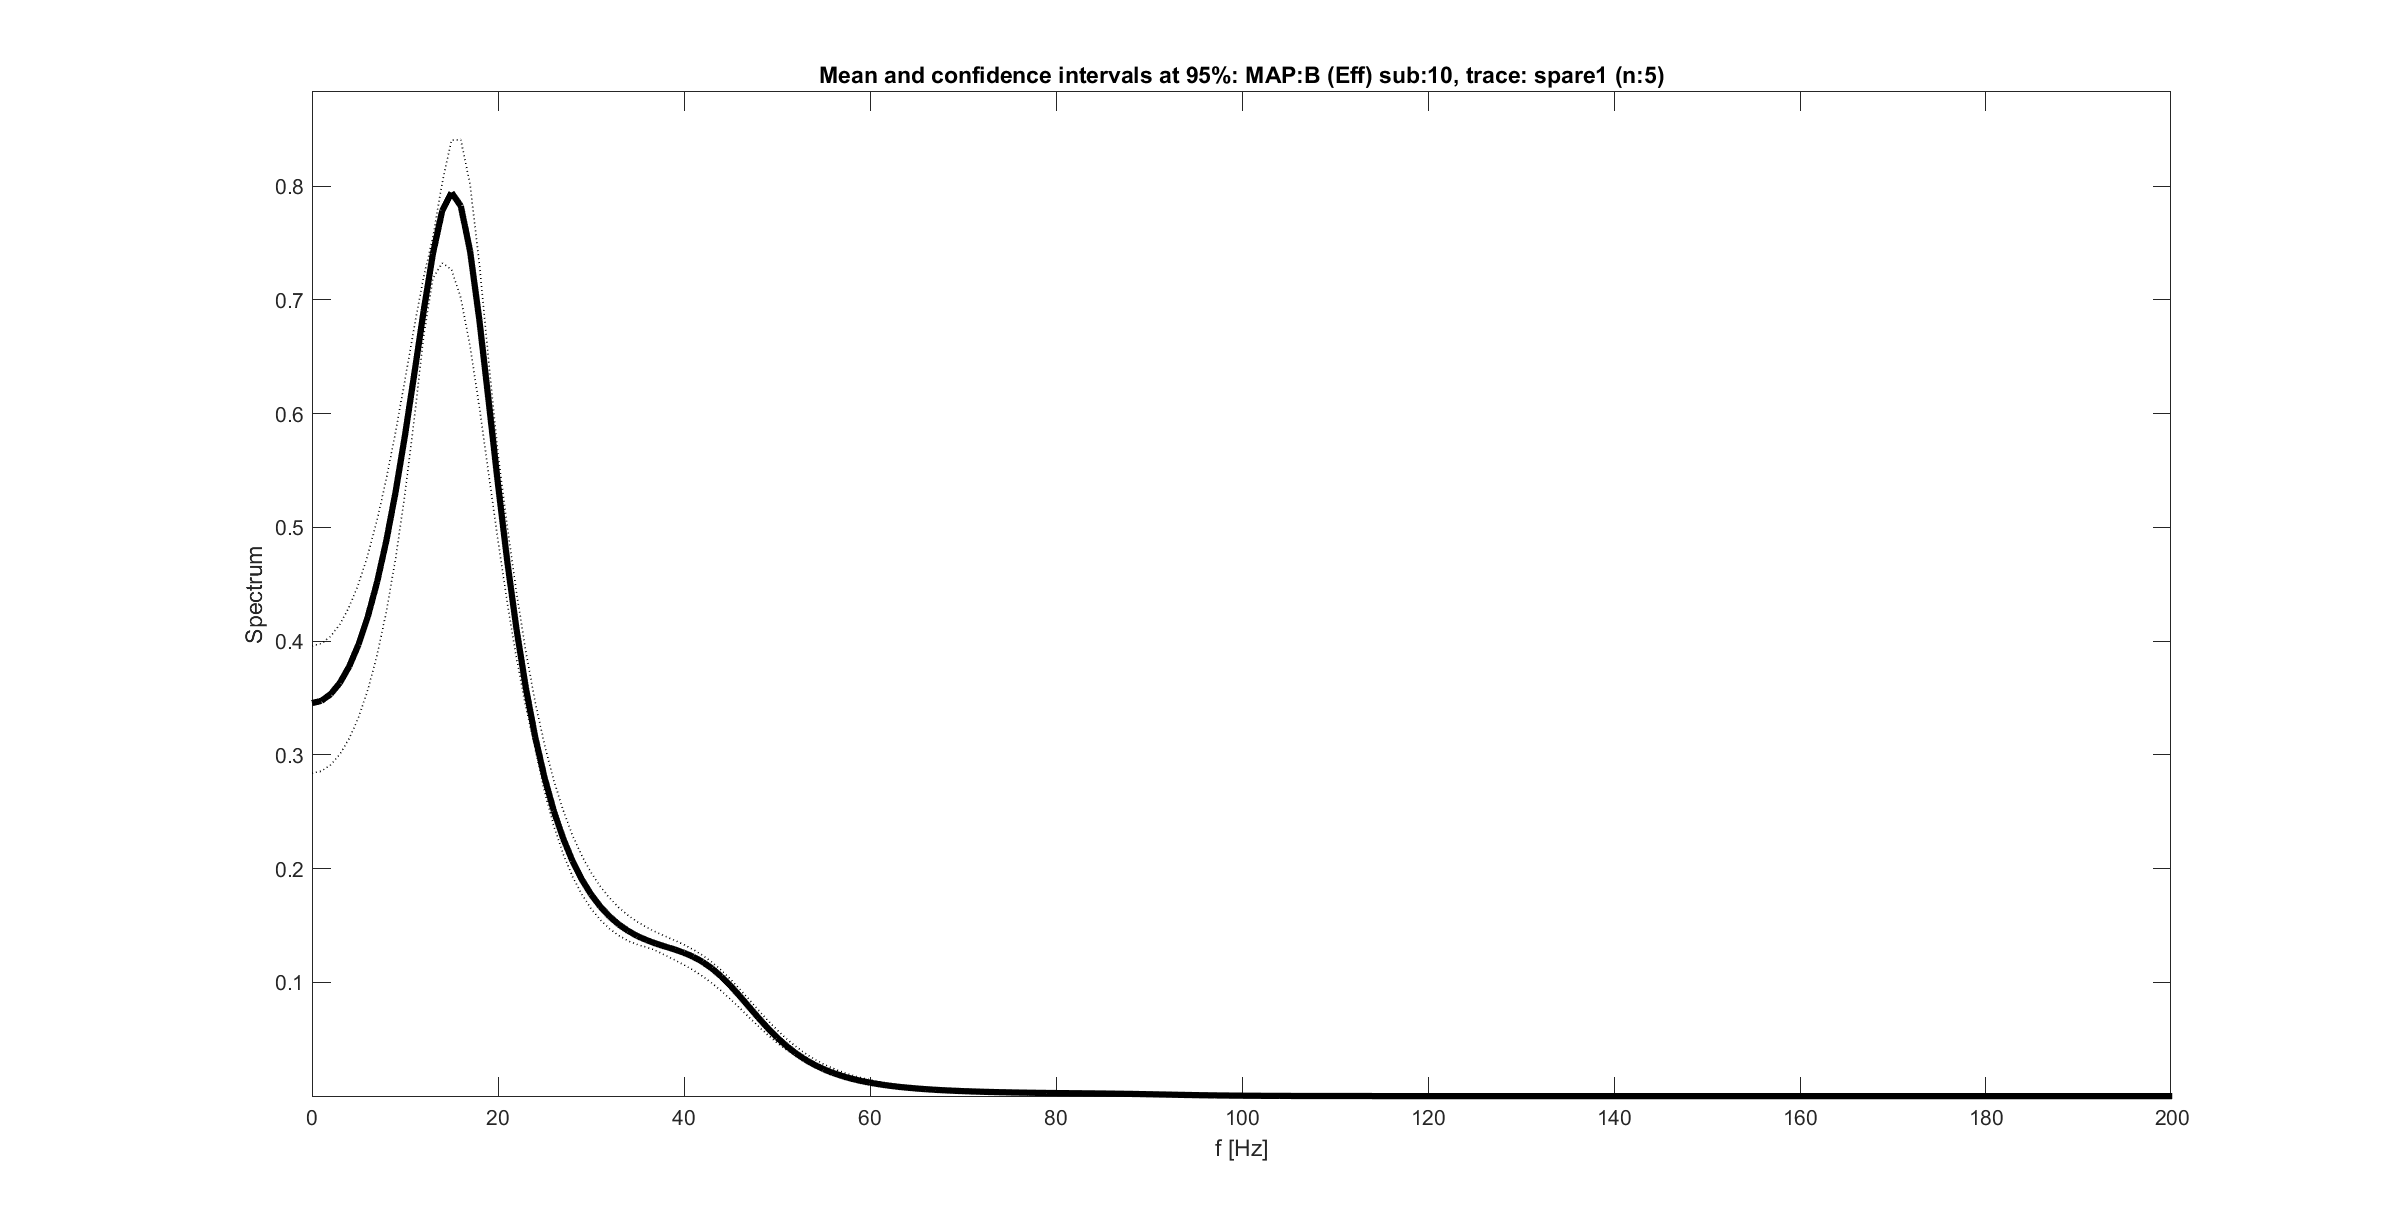 Mean and confidence intervals at 95%: MAP:B (Eff) sub:10, trace: spare1 (n:5)
0.8
0.7
0.6
0.5
0.4
0.3
0.2
0.1
Spectrum
0 20 40 60 80 100 120 140 160 180 200
f [Hz]